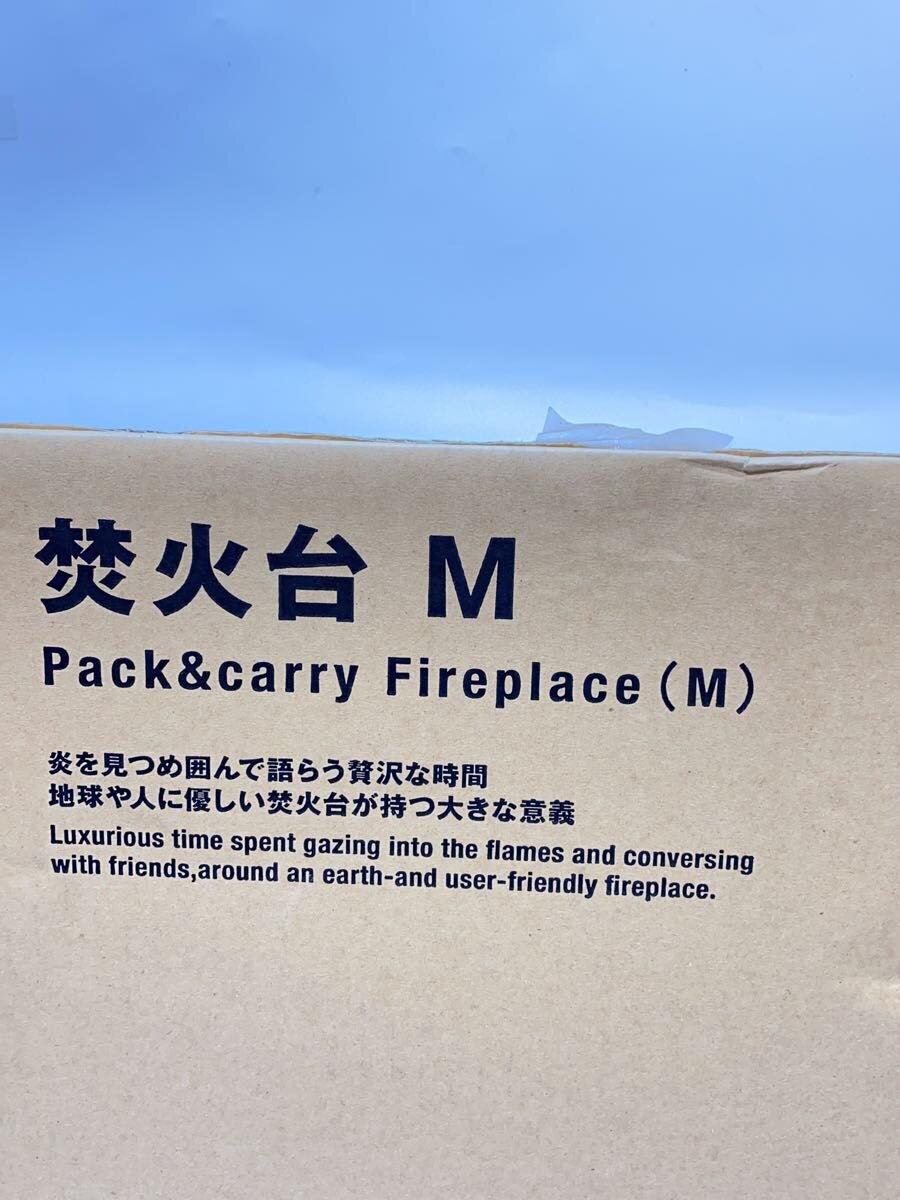 焚火台 M
Pack&carry Fireplace(M)
炎を見つめ囲んで語らう贅沢な時間
地球や人に優しい焚火台が持つ大きな意義
Luxurious time spent gazing into the flames and conversing
with friends,around an earth-and user-friendly fireplace.